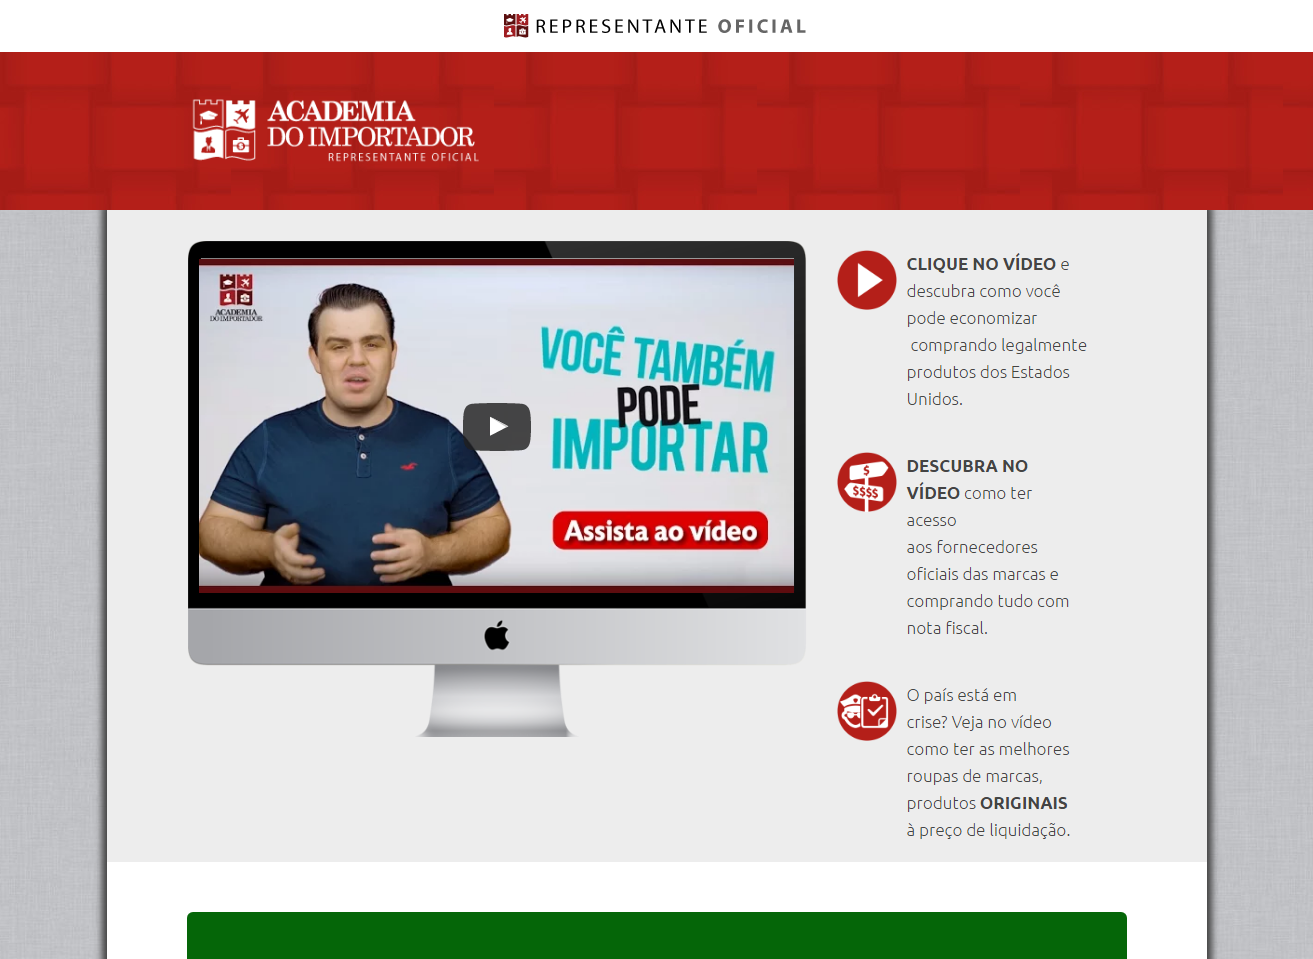 REPRESENTANTE OFICIAL
ACADEMIA
DO IMPORTADOR
REPRESENTANTE OFICIAL
ACADEMIA
DO IMPORTADOR
VOCÊ TAMBÉM
PODE
IMPORTAR
Assista ao vídeo
CLIQUE NO VÍDEO e
descubra como você
pode economizar
comprando legalmente
produtos dos Estados
Unidos.
$
$$$$
DESCUBRA NO
VÍDEO como ter
acesso
aos fornecedores
oficiais das marcas e
comprando tudo com
nota fiscal.
O país está em
crise? Veja no vídeo
como ter as melhores
roupas de marcas,
produtos ORIGINAIS
à preço de liquidação.